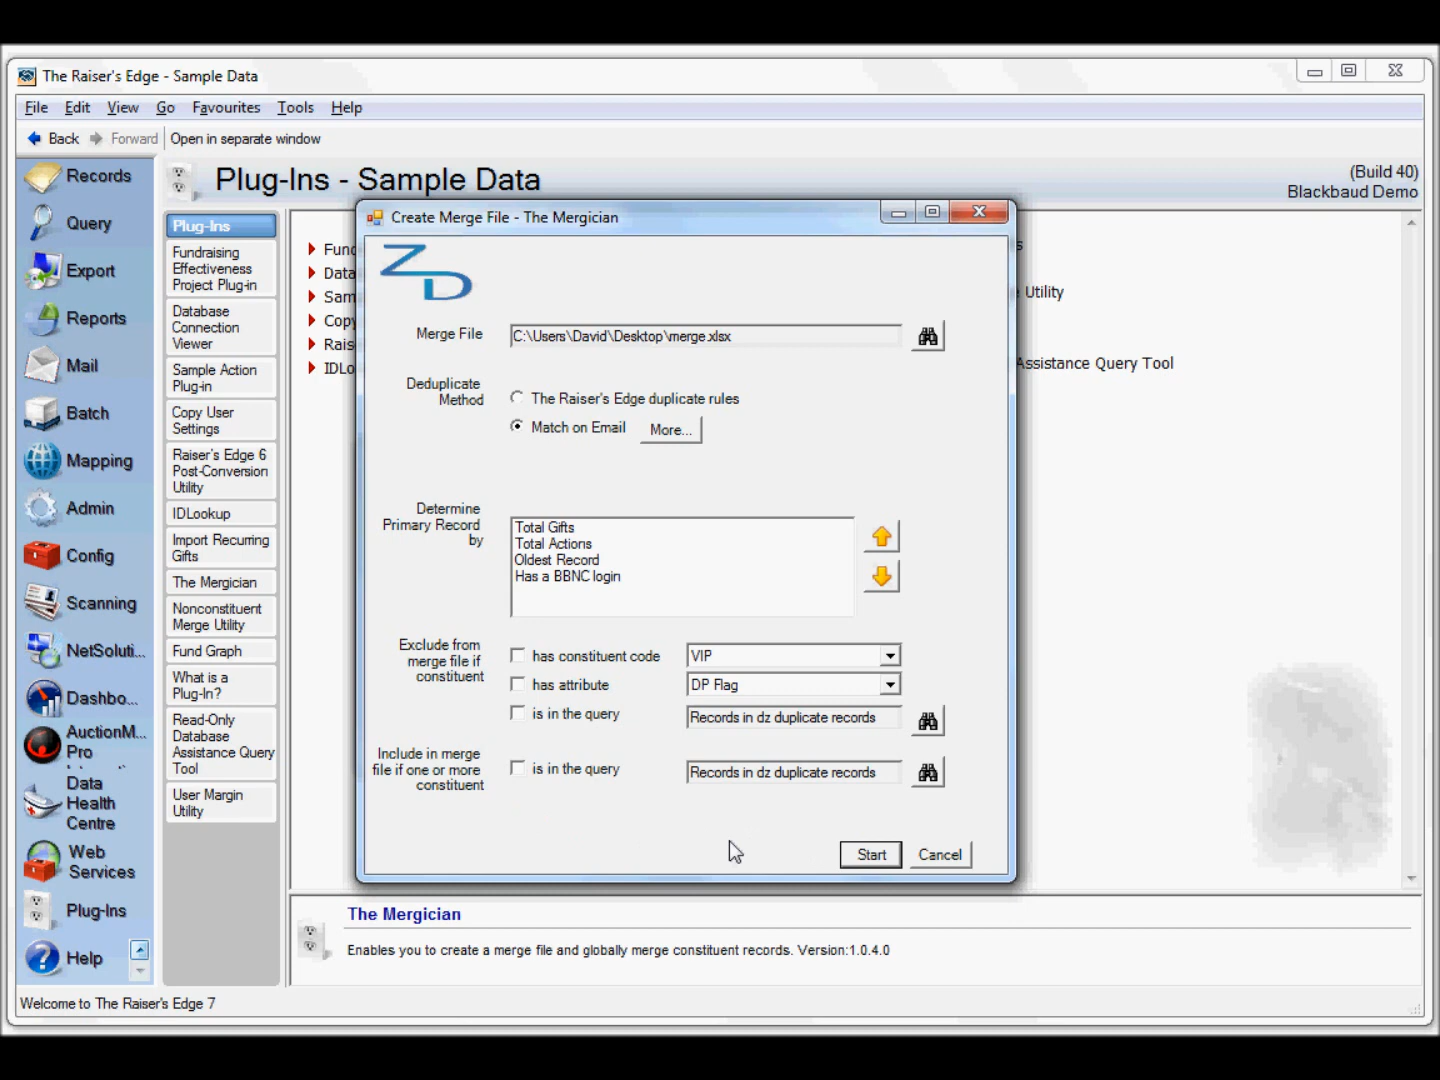 The Raiser's Edge - Sample Data
File Edit View Go Favourites Tools Help
Back Forward Open in separate window
Records
Query
Export
Reports
Mail
Batch
Mapping
Admin
Config
Scanning
NetSoluti...
Dashbo...
AuctionM...
Pro
Data
Health
Centre
Web
Services
Plug-Ins
Help
Plug-Ins - Sample Data
(Build 40)
Blackbaud Demo
Plug-Ins
Fundraising
Effectiveness
Project Plug-in
Database
Connection
Viewer
Sample Action
Plug-in
Copy User
Settings
Raiser's Edge 6
Post-Conversion
Utility
IDLookup
Import Recurring
Gifts
The Mergician
Nonconstituent
Merge Utility
Fund Graph
What is a
Plug-In?
Read-Only
Database
Assistance Query
Tool
User Margin
Utility
Fund
Data
Sam
Copy
Rais
IDLo
s
Utility
Assistance Query Tool
Create Merge File - The Mergician
ZD
Merge File
C:\Users\David\Desktop\merge.xlsx
Deduplicate
Method
The Raiser's Edge duplicate rules
Match on Email More...
Determine
Primary Record
by
Total Gifts
Total Actions
Oldest Record
Has a BBNC login
Exclude from
merge file if
constituent
has constituent code VIP
has attribute DP Flag
is in the query Records in dz duplicate records
Include in merge
file if one or more
constituent
is in the query Records in dz duplicate records
Start Cancel
The Mergician
Enables you to create a merge file and globally merge constituent records. Version:1.0.4.0
Welcome to The Raiser's Edge 7